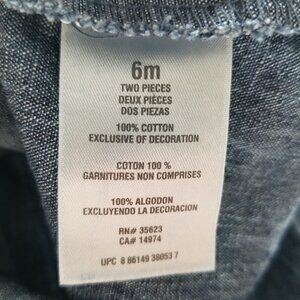 6m
TWO PIECES
DEUX PIÈCES
DOS PIEZAS
100% COTTON
EXCLUSIVE OF DECORATION
COTON 100 %
GARNITURES NON COMPRISES
100% ALGODON
EXCLUYENDO LA DECORACION
RN# 35623
CA# 14974
UPC 8 86149 38053 7